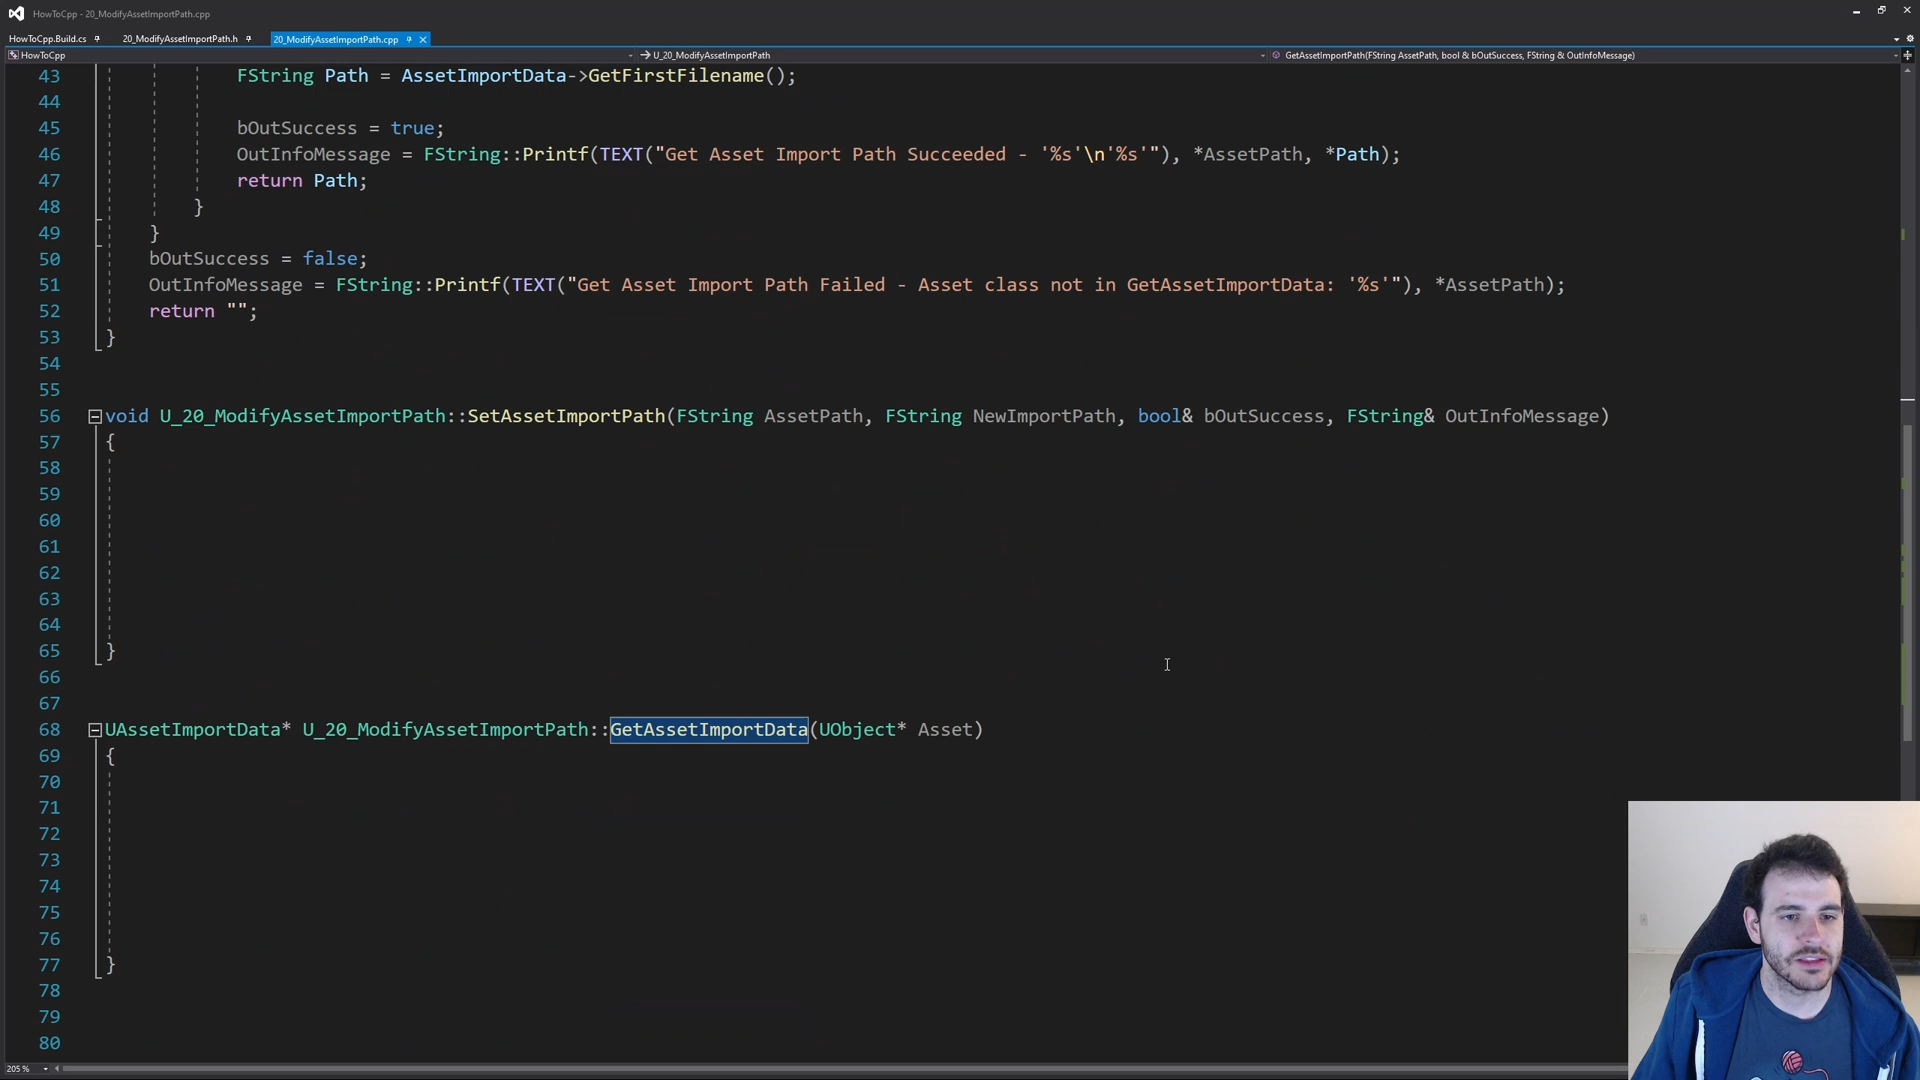 HowToCpp - 20_ModifyAssetImportPath.cpp
HowToCpp.Build.cs
20_ModifyAssetImportPath.h
20_ModifyAssetImportPath.cpp
HowToCpp
U_20_ModifyAssetImportPath
GetAssetImportPath(FString AssetPath, bool & bOutSuccess, FString & OutInfoMessage)
43 FString Path = AssetImportData->GetFirstFilename();
44
45 bOutSuccess = true;
46 OutInfoMessage = FString::Printf(TEXT("Get Asset Import Path Succeeded - '%s'\n'%s'"), *AssetPath, *Path);
47 return Path;
48 }
49 }
50 bOutSuccess = false;
51 OutInfoMessage = FString::Printf(TEXT("Get Asset Import Path Failed - Asset class not in GetAssetImportData: '%s'"), *AssetPath);
52 return "";
53 }
54
55
56 void U_20_ModifyAssetImportPath::SetAssetImportPath(FString AssetPath, FString NewImportPath, bool& bOutSuccess, FString& OutInfoMessage)
57 {
58
59
60
61
62
63
64
65 }
66
67
68 UAssetImportData* U_20_ModifyAssetImportPath::GetAssetImportData(UObject* Asset)
69 {
70
71
72
73
74
75
76
77 }
78
79
80
205 %